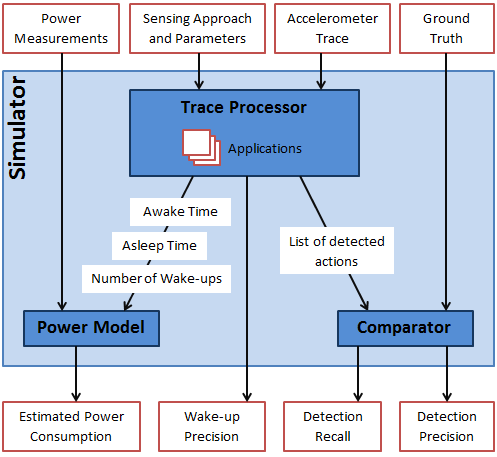 Power
Measurements
Sensing Approach
and Parameters
Accelerometer
Trace
Ground
Truth
Simulator
Trace Processor
Applications
Awake Time
Asleep Time
Number of Wake-ups
List of detected
actions
Power Model
Comparator
Estimated Power
Consumption
Wake-up
Precision
Detection
Recall
Detection
Precision